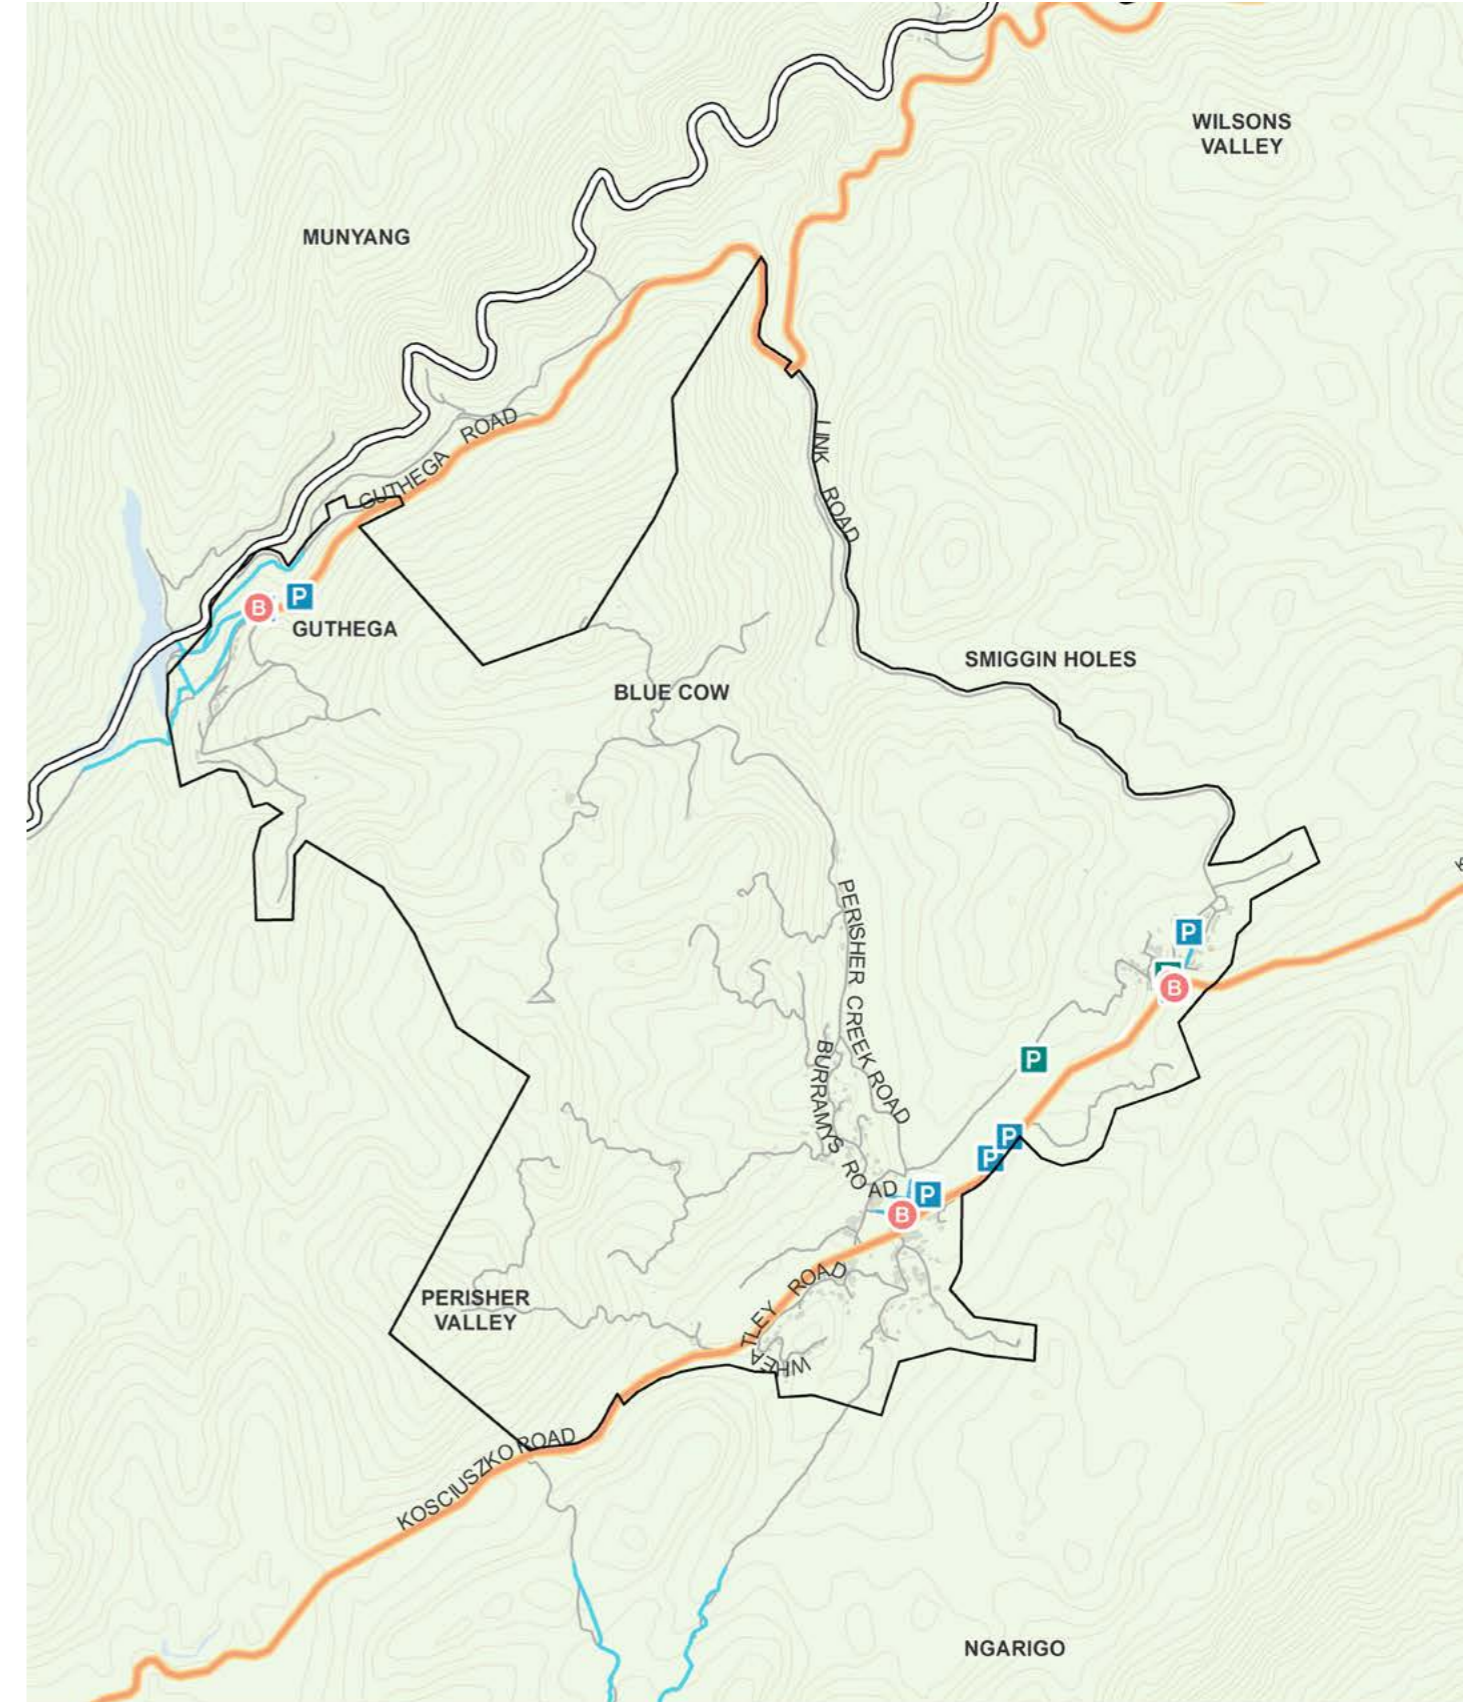 WILSONS
VALLEY
MUNYANG
GUTHEGA ROAD
LINK ROAD
P
B
GUTHEGA
SMIGGIN HOLES
BLUE COW
PERISHER CREEK ROAD
P
B
BURRAMYS ROAD
P
P
P
P
B
WHEATLEY ROAD
PERISHER
VALLEY
KOSCIUSZKO ROAD
NGARIGO